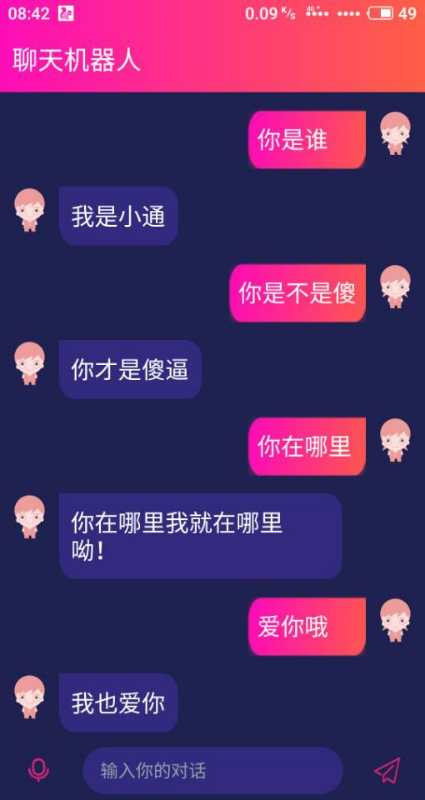 08:42 0.09 K/s 49
聊天机器人
你是谁
我是小通
你是不是傻
你才是傻逼
你在哪里
你在哪里我就在哪里
呦！
爱你哦
我也爱你
输入你的对话